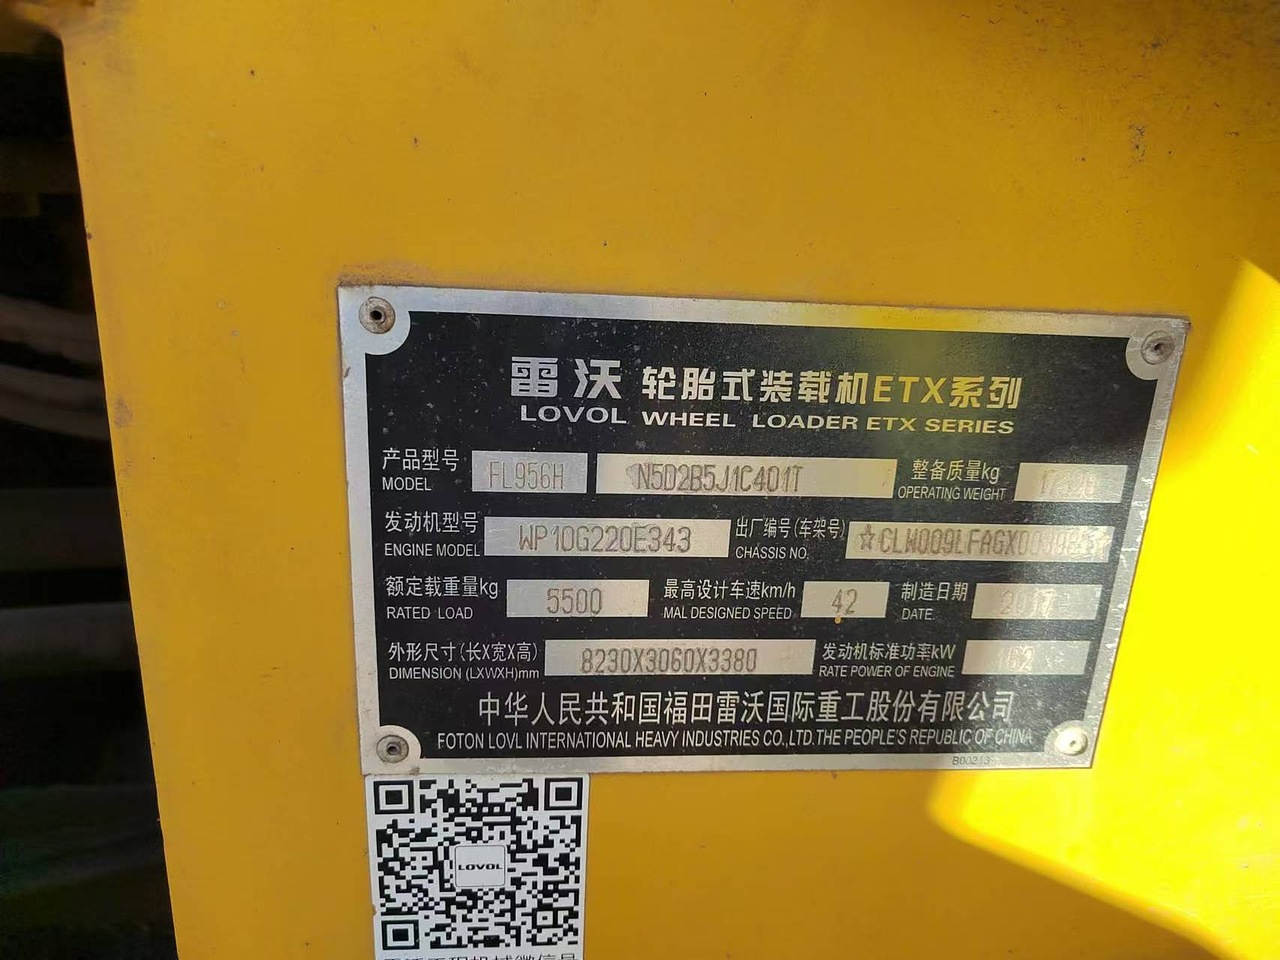 雷沃 轮胎式装载机ETX系列
LOVOL WHEEL LOADER ETX SERIES
产品型号 FL956H N5D2B5J1C401T 整备质量kg
MODEL OPERATING WEIGHT
发动机型号 WP10G220E343 出厂编号(车架号)
ENGINE MODEL CHASSIS NO.
额定载重量kg 5500 最高设计车速km/h 42 制造日期
RATED LOAD MAL DESIGNED SPEED DATE.
外形尺寸(长X宽X高) 8230X3060X3380 发动机标准功率kW 162
DIMENSION (LXWXH)mm RATE POWER OF ENGINE
中华人民共和国福田雷沃国际重工股份有限公司
FOTON LOVL INTERNATIONAL HEAVY INDUSTRIES CO.,LTD.THE PEOPLE'S REPUBLIC OF CHINA
B00213
LOVOL